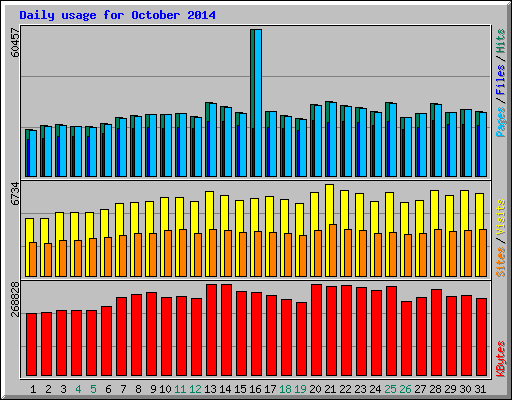 Daily usage for October 2014
60457
Pages / Files / Hits
6734
Sites / Visits
268828
KBytes
1 2 3 4 5 6 7 8 9 10 11 12 13 14 15 16 17 18 19 20 21 22 23 24 25 26 27 28 29 30 31